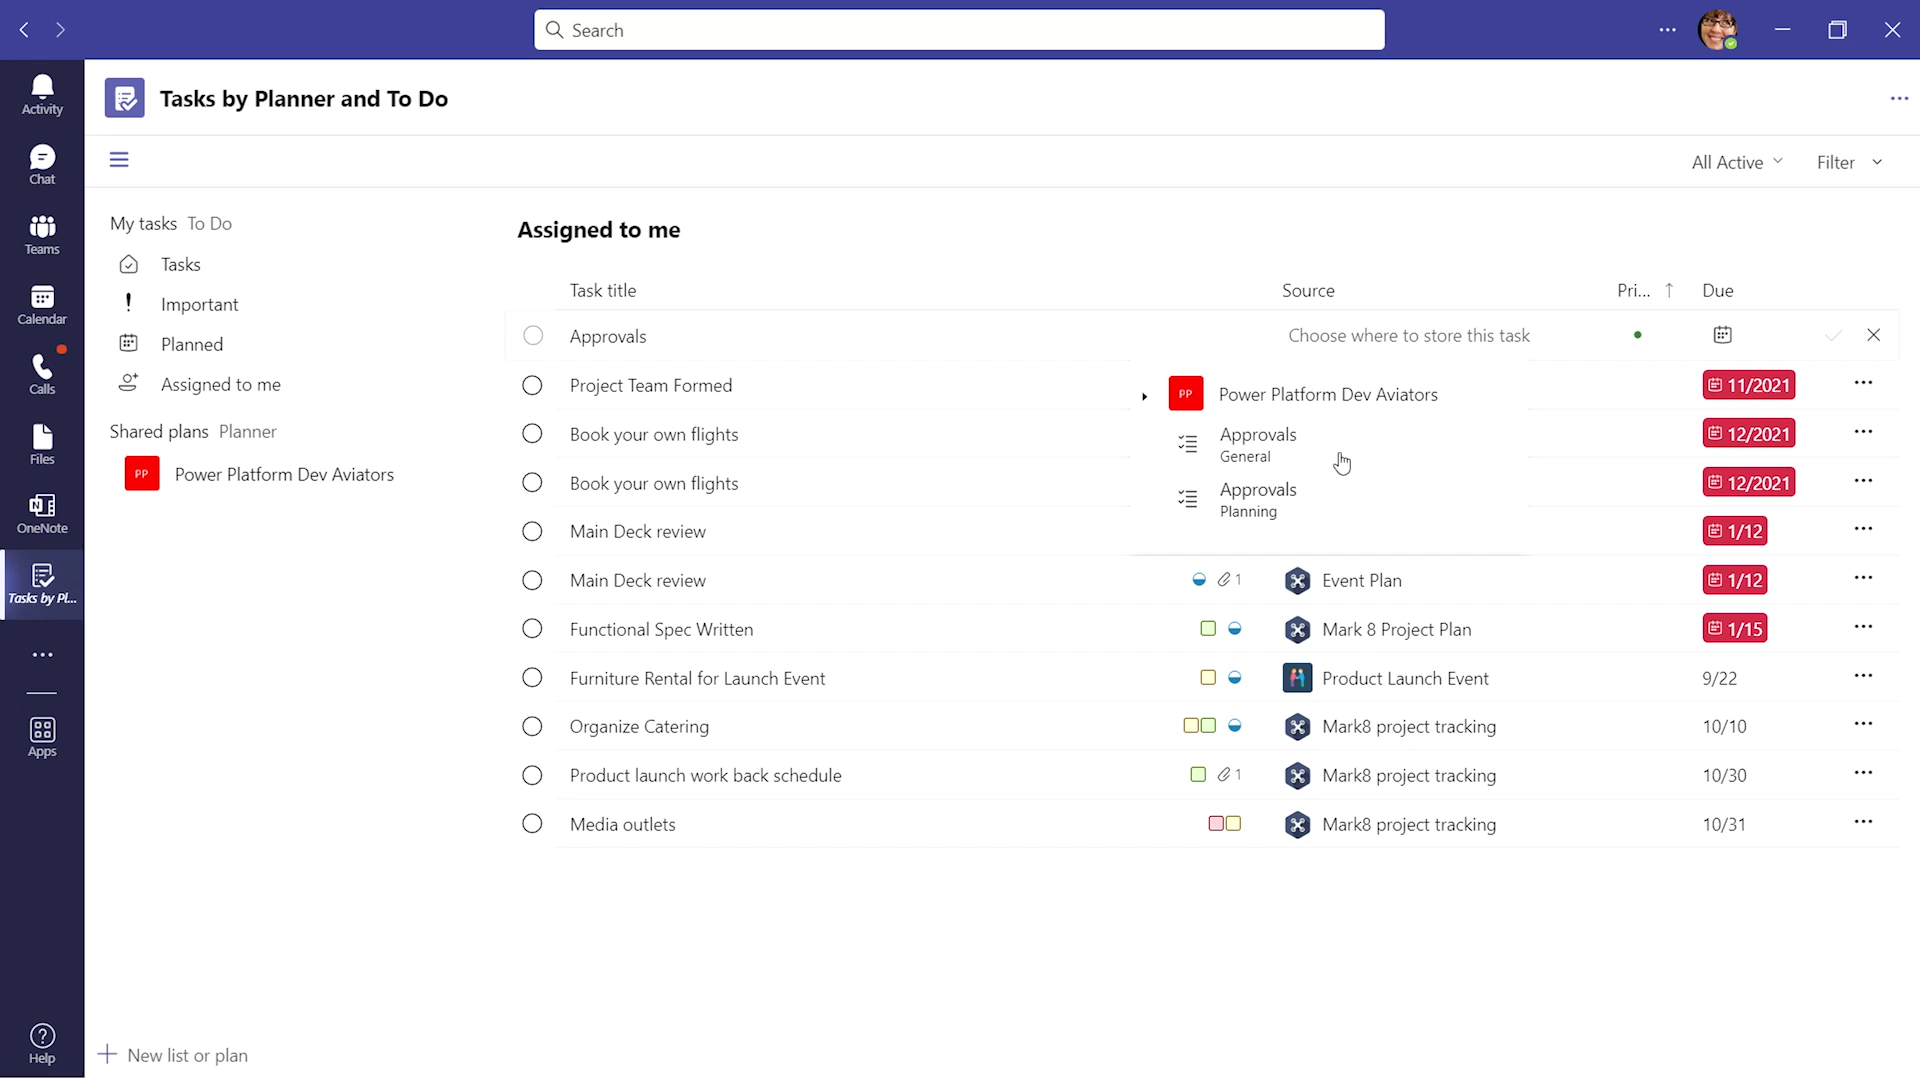 Search
Activity
Chat
Teams
Calendar
Calls
Files
OneNote
Tasks by Pl...
Apps
Help
Tasks by Planner and To Do
All Active
Filter
My tasks To Do
Tasks
Important
Planned
Assigned to me
Shared plans Planner
PP Power Platform Dev Aviators
New list or plan
Assigned to me
Task title Source Pri... Due
Approvals Choose where to store this task
Project Team Formed 11/2021
PP Power Platform Dev Aviators
Approvals
General
Approvals
Planning
Book your own flights 12/2021
Book your own flights 12/2021
Main Deck review 1/12
Main Deck review 1 Event Plan 1/12
Functional Spec Written Mark 8 Project Plan 1/15
Furniture Rental for Launch Event Product Launch Event 9/22
Organize Catering Mark8 project tracking 10/10
Product launch work back schedule 1 Mark8 project tracking 10/30
Media outlets Mark8 project tracking 10/31